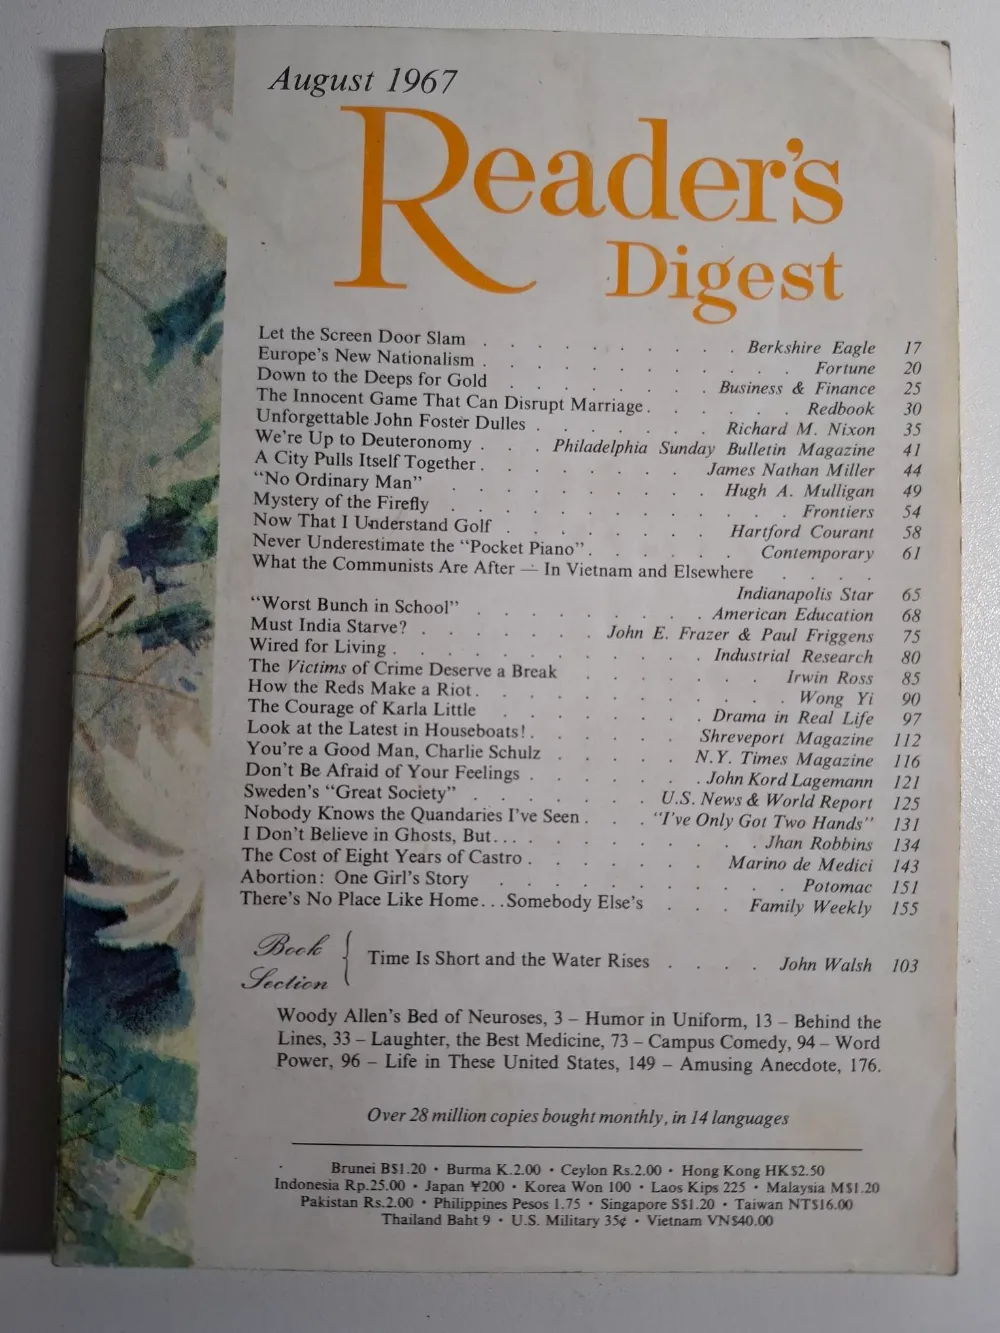 August 1967
Reader's
Digest
Let the Screen Door Slam . . . . . . . . . . Berkshire Eagle 17
Europe's New Nationalism . . . . . . . . . . . . Fortune 20
Down to the Deeps for Gold . . . . . . . . Business & Finance 25
The Innocent Game That Can Disrupt Marriage . . . . . . Redbook 30
Unforgettable John Foster Dulles . . . . . . . Richard M. Nixon 35
We're Up to Deuteronomy . . . Philadelphia Sunday Bulletin Magazine 41
A City Pulls Itself Together . . . . . . . . James Nathan Miller 44
"No Ordinary Man" . . . . . . . . . . Hugh A. Mulligan 49
Mystery of the Firefly . . . . . . . . . . . . . Frontiers 54
Now That I Understand Golf . . . . . . . . . Hartford Courant 58
Never Underestimate the "Pocket Piano" . . . . . . Contemporary 61
What the Communists Are After — In Vietnam and Elsewhere . . . .
Indianapolis Star 65
"Worst Bunch in School" . . . . . . . . . American Education 68
Must India Starve? . . . . . . . John E. Frazer & Paul Friggens 75
Wired for Living . . . . . . . . . . . . Industrial Research 80
The Victims of Crime Deserve a Break . . . . . . . Irwin Ross 85
How the Reds Make a Riot . . . . . . . . . . . . Wong Yi 90
The Courage of Karla Little . . . . . . . . Drama in Real Life 97
Look at the Latest in Houseboats! . . . . . . . Shreveport Magazine 112
You're a Good Man, Charlie Schulz . . . . . N.Y. Times Magazine 116
Don't Be Afraid of Your Feelings . . . . . . . John Kord Lagemann 121
Sweden's "Great Society" . . . . . . . U.S. News & World Report 125
Nobody Knows the Quandaries I've Seen . . . "I've Only Got Two Hands" 131
I Don't Believe in Ghosts, But . . . . . . . . . . . . Jhan Robbins 134
The Cost of Eight Years of Castro . . . . . . . Marino de Medici 143
Abortion: One Girl's Story . . . . . . . . . . . Potomac 151
There's No Place Like Home...Somebody Else's . . . Family Weekly 155
Book
Section
Time Is Short and the Water Rises . . . . John Walsh 103
Woody Allen's Bed of Neuroses, 3 – Humor in Uniform, 13 – Behind the
Lines, 33 – Laughter, the Best Medicine, 73 – Campus Comedy, 94 – Word
Power, 96 – Life in These United States, 149 – Amusing Anecdote, 176.
Over 28 million copies bought monthly, in 14 languages
Brunei B$1.20 • Burma K.2.00 • Ceylon Rs.2.00 • Hong Kong HK$2.50
Indonesia Rp.25.00 • Japan ¥200 • Korea Won 100 • Laos Kips 225 • Malaysia M$1.20
Pakistan Rs.2.00 • Philippines Pesos 1.75 • Singapore S$1.20 • Taiwan NT$16.00
Thailand Baht 9 • U.S. Military 35¢ • Vietnam VN$40.00